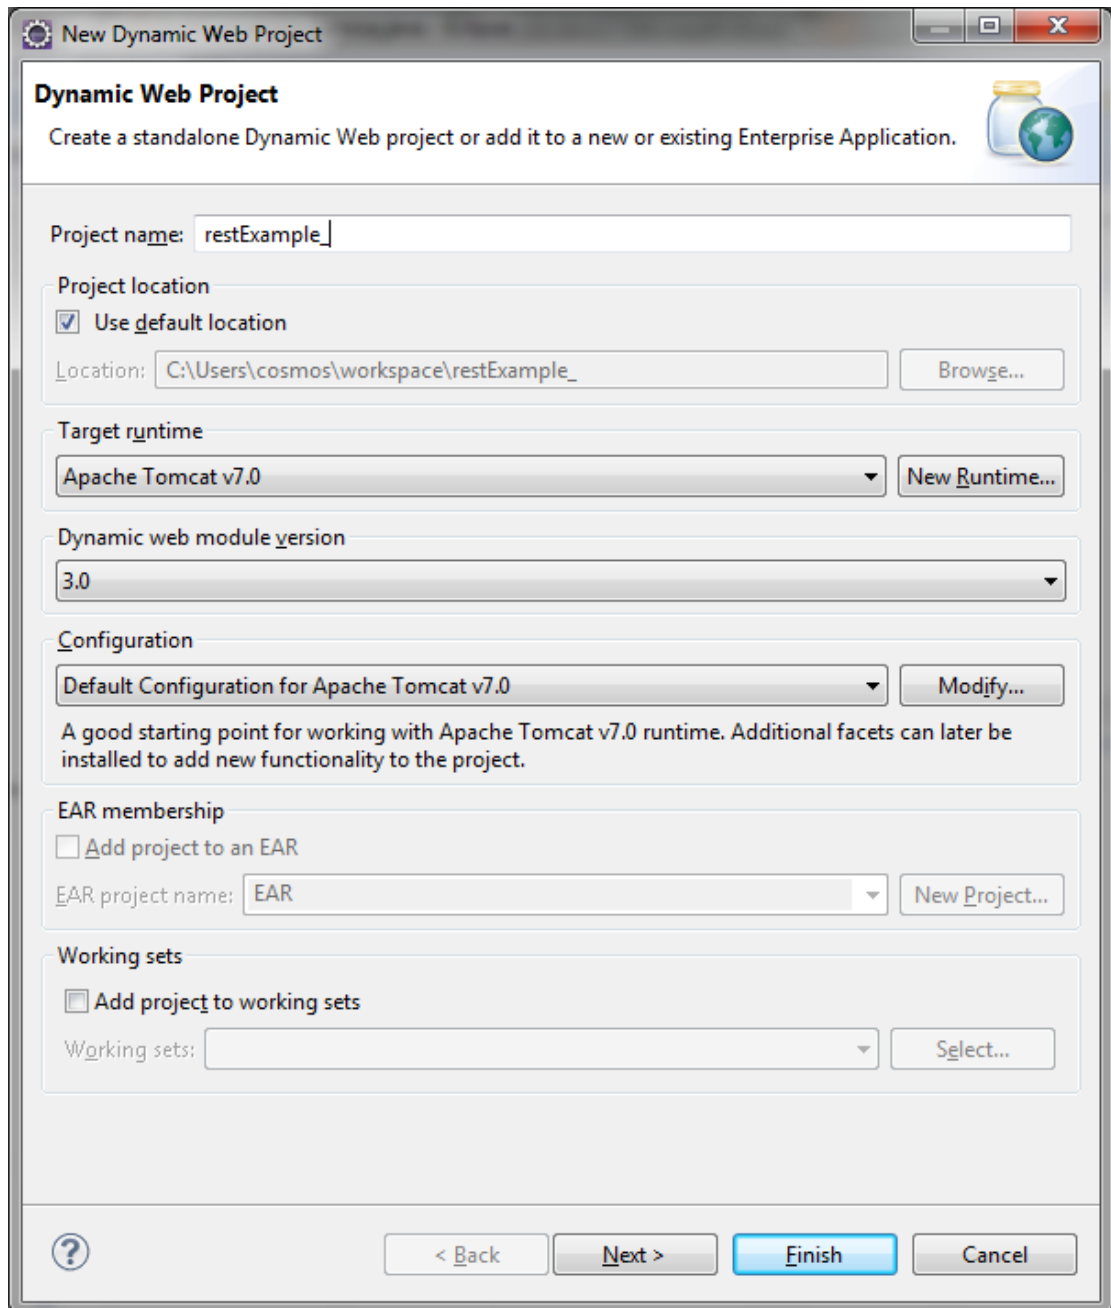 New Dynamic Web Project
Dynamic Web Project
Create a standalone Dynamic Web project or add it to a new or existing Enterprise Application.
Project name: restExample_
Project location
Use default location
Location: C:\Users\cosmos\workspace\restExample_ Browse...
Target runtime
Apache Tomcat v7.0 New Runtime...
Dynamic web module version
3.0
Configuration
Default Configuration for Apache Tomcat v7.0 Modify...
A good starting point for working with Apache Tomcat v7.0 runtime. Additional facets can later be
installed to add new functionality to the project.
EAR membership
Add project to an EAR
EAR project name: EAR New Project...
Working sets
Add project to working sets
Working sets: Select...
? < Back Next > Finish Cancel